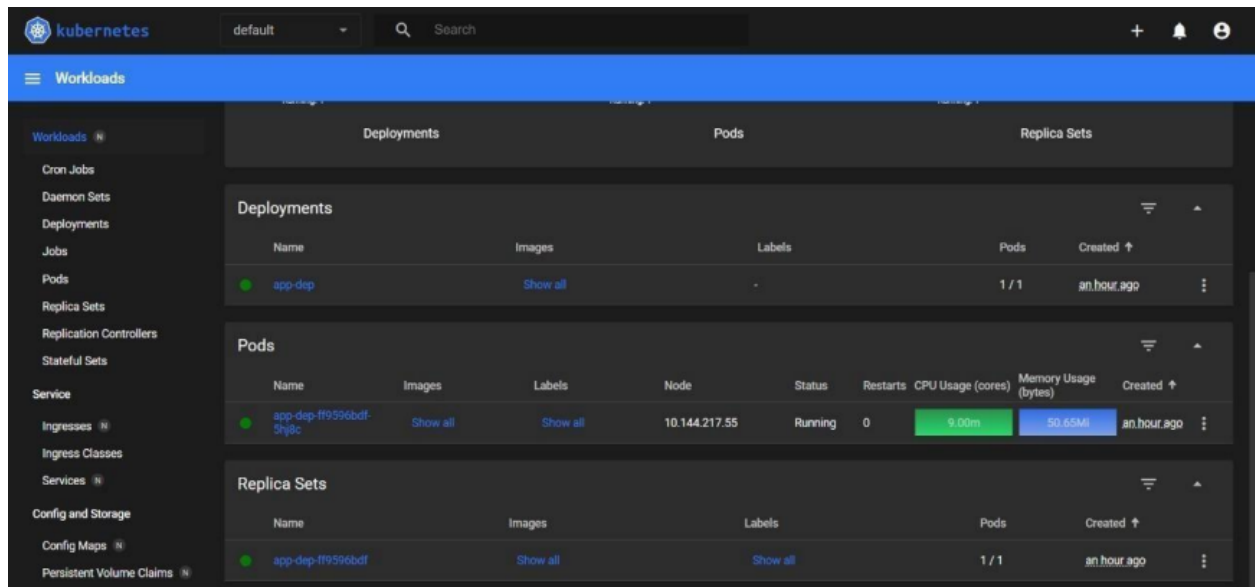 kubernetes default Search
Workloads
Deployments Pods Replica Sets
Workloads N
Cron Jobs
Daemon Sets
Deployments
Jobs
Pods
Replica Sets
Replication Controllers
Stateful Sets
Service
Ingresses N
Ingress Classes
Services N
Config and Storage
Config Maps N
Persistent Volume Claims N
Deployments
Name Images Labels Pods Created ↑
app-dep Show all - 1 / 1 an hour ago
Pods
Name Images Labels Node Status Restarts CPU Usage (cores) Memory Usage (bytes) Created ↑
app-dep-ff9596bdf-5hj8c Show all Show all 10.144.217.55 Running 0 9.00m 50.65Mi an hour ago
Replica Sets
Name Images Labels Pods Created ↑
app-dep-ff9596bdf Show all Show all 1 / 1 an hour ago